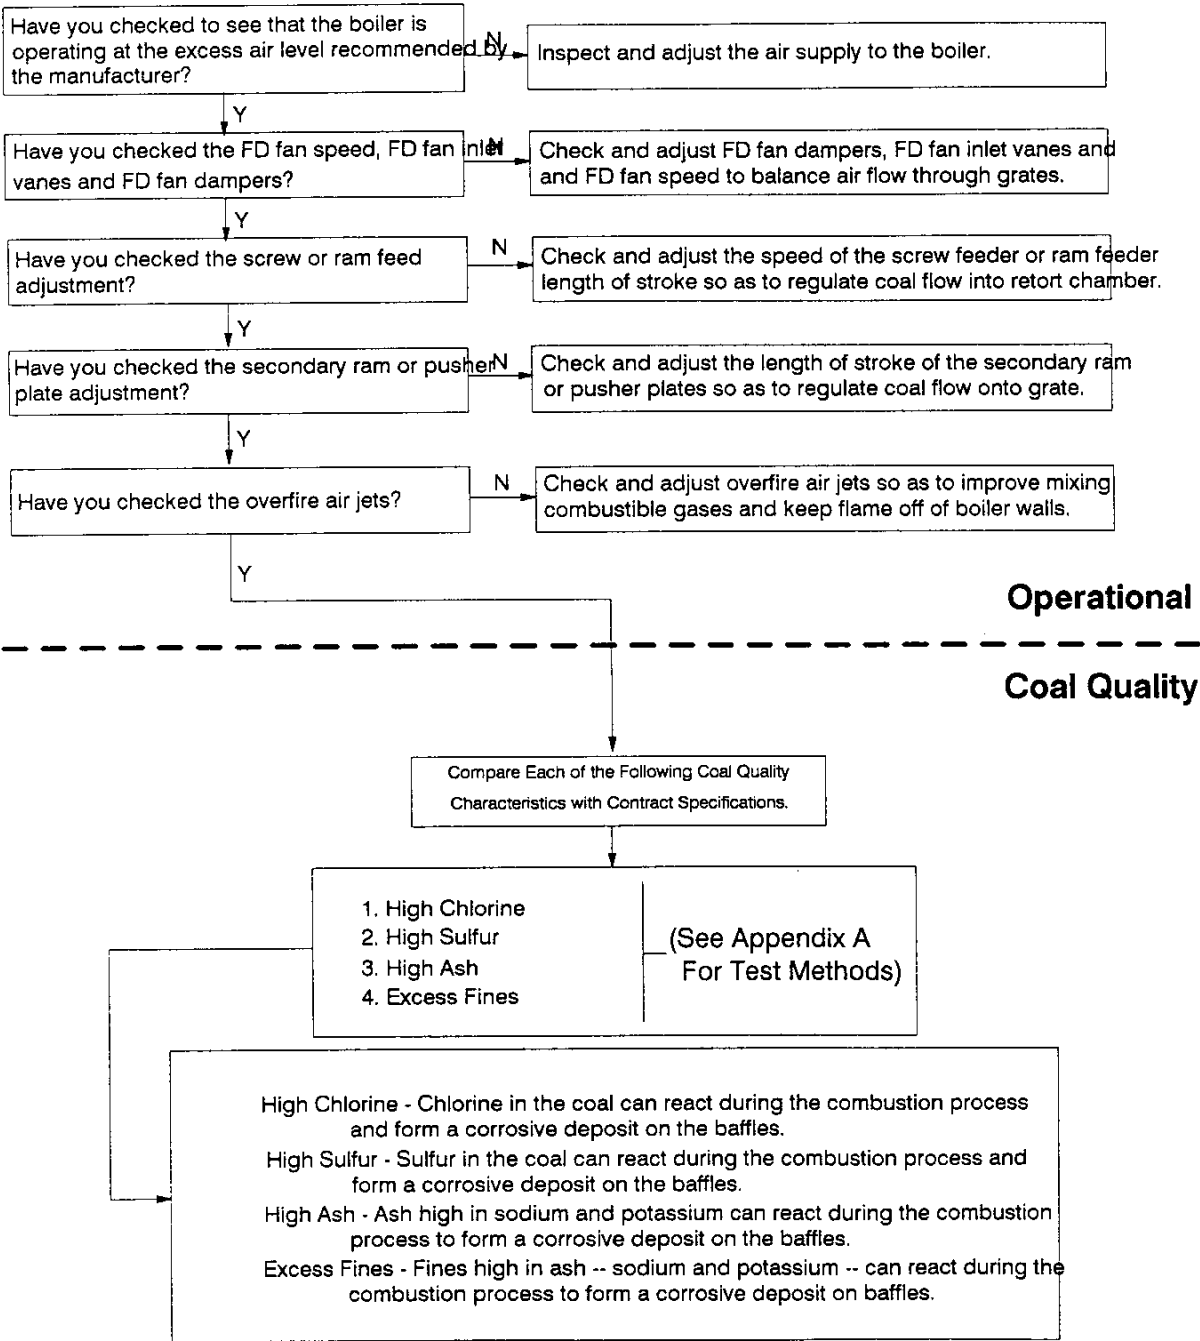 Have you checked to see that the boiler is
operating at the excess air level recommended by
the manufacturer?
N
Inspect and adjust the air supply to the boiler.
Y
Have you checked the FD fan speed, FD fan inlet
vanes and FD fan dampers?
N
Check and adjust FD fan dampers, FD fan inlet vanes and
and FD fan speed to balance air flow through grates.
Y
Have you checked the screw or ram feed
adjustment?
N
Check and adjust the speed of the screw feeder or ram feeder
length of stroke so as to regulate coal flow into retort chamber.
Y
Have you checked the secondary ram or pusher
plate adjustment?
N
Check and adjust the length of stroke of the secondary ram
or pusher plates so as to regulate coal flow onto grate.
Y
Have you checked the overfire air jets?
N
Check and adjust overfire air jets so as to improve mixing
combustible gases and keep flame off of boiler walls.
Y
Operational
Coal Quality
Compare Each of the Following Coal Quality
Characteristics with Contract Specifications.
1. High Chlorine
2. High Sulfur
3. High Ash
4. Excess Fines
(See Appendix A
For Test Methods)
High Chlorine - Chlorine in the coal can react during the combustion process
and form a corrosive deposit on the baffles.
High Sulfur - Sulfur in the coal can react during the combustion process and
form a corrosive deposit on the baffles.
High Ash - Ash high in sodium and potassium can react during the combustion
process to form a corrosive deposit on the baffles.
Excess Fines - Fines high in ash -- sodium and potassium -- can react during the
combustion process to form a corrosive deposit on baffles.